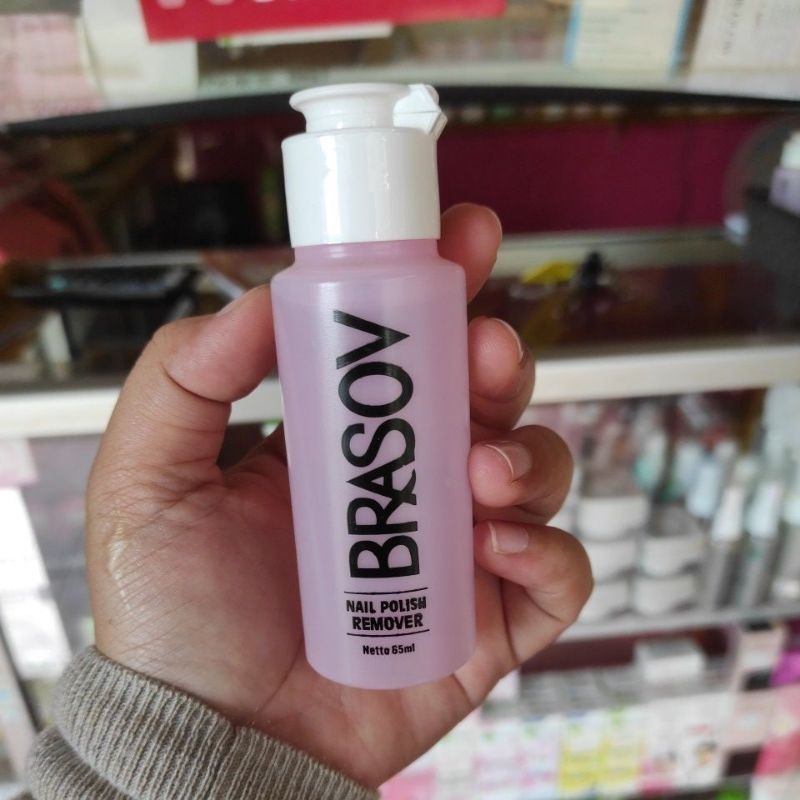 BRASOV
NAIL POLISH
REMOVER
Netto 65ml